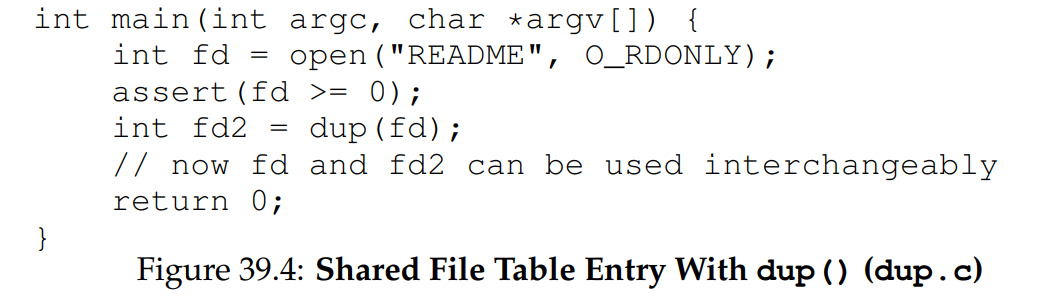 int main(int argc, char *argv[]) {
    int fd = open("README", O_RDONLY);
    assert(fd >= 0);
    int fd2 = dup(fd);
    // now fd and fd2 can be used interchangeably
    return 0;
}
Figure 39.4: Shared File Table Entry With dup() (dup.c)